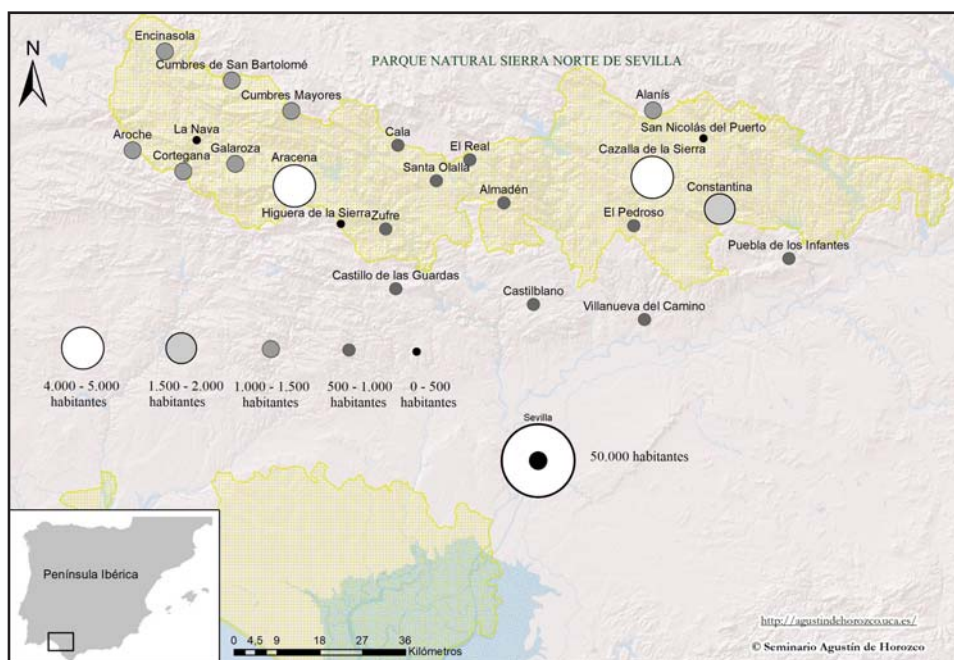 Encinasola
N
Cumbres de San Bartolomé
PARQUE NATURAL SIERRA NORTE DE SEVILLA
Cumbres Mayores
Alanís
Aroche
La Nava
Cala
San Nicolás del Puerto
Cortegana
Galaroza
Aracena
El Real
Cazalla de la Sierra
Santa Olalla
Almadén
Constantina
Higuera de la Sierra
Zufre
El Pedroso
Puebla de los Infantes
Castillo de las Guardas
Castilblano
Villanueva del Camino
4.000 - 5.000
habitantes
1.500 - 2.000
habitantes
1.000 - 1.500
habitantes
500 - 1.000
habitantes
0 - 500
habitantes
Sevilla
50.000 habitantes
Península Ibérica
0 4,5 9 18 27 36
Kilómetros
http://agustindehorozco.uca.es/
© Seminario Agustín de Horozco